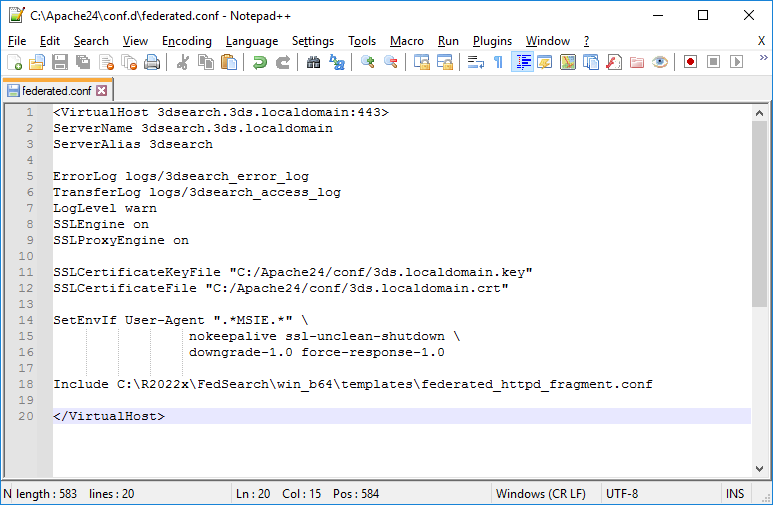 C:\Apache24\conf.d\federated.conf - Notepad++
File Edit Search View Encoding Language Settings Tools Macro Run Plugins Window ? X
federated.conf
1 <VirtualHost 3dsearch.3ds.localdomain:443>
2 ServerName 3dsearch.3ds.localdomain
3 ServerAlias 3dsearch
4
5 ErrorLog logs/3dsearch_error_log
6 TransferLog logs/3dsearch_access_log
7 LogLevel warn
8 SSLEngine on
9 SSLProxyEngine on
10
11 SSLCertificateKeyFile "C:/Apache24/conf/3ds.localdomain.key"
12 SSLCertificateFile "C:/Apache24/conf/3ds.localdomain.crt"
13
14 SetEnvIf User-Agent ".*MSIE.*" \
15 nokeepalive ssl-unclean-shutdown \
16 downgrade-1.0 force-response-1.0
17
18 Include C:\R2022x\FedSearch\win_b64\templates\federated_httpd_fragment.conf
19
20 </VirtualHost>
N length : 583 lines : 20 Ln : 20 Col : 15 Pos : 584 Windows (CR LF) UTF-8 INS